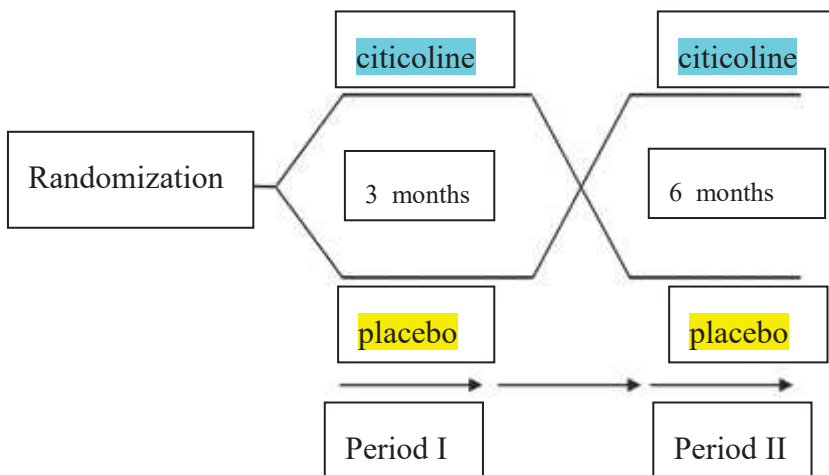 citicoline
citicoline
Randomization
3 months
6 months
placebo
placebo
Period I
Period II